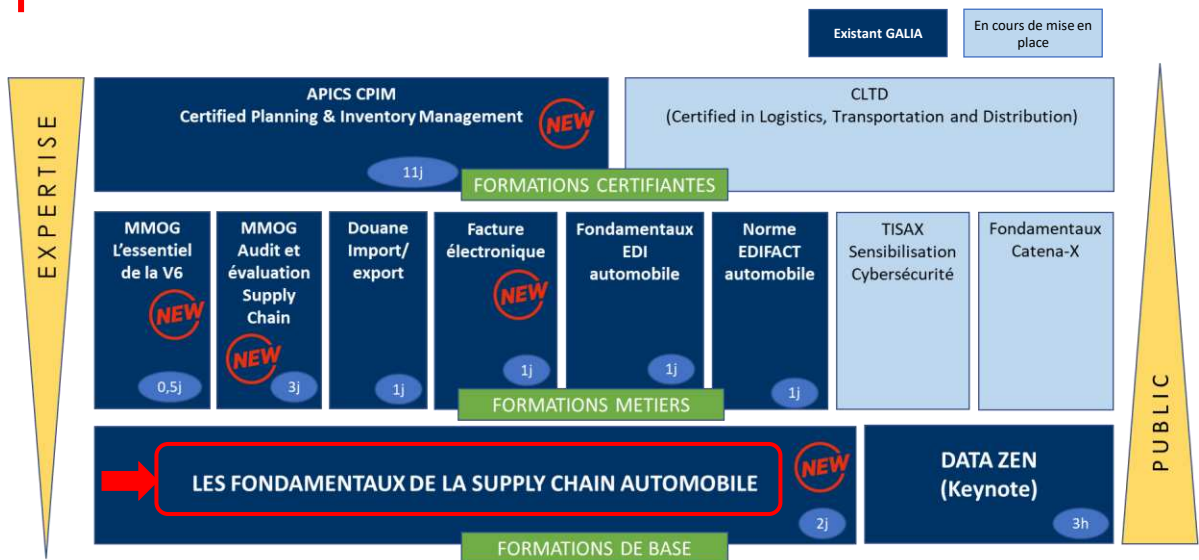 Existant GALIA
En cours de mise en
place
EXPERTISE
APICS CPIM
Certified Planning & Inventory Management
NEW
11j
CLTD
(Certified in Logistics, Transportation and Distribution)
FORMATIONS CERTIFIANTES
MMOG
L'essentiel
de la V6
NEW
0,5j
MMOG
Audit et
évaluation
Supply
Chain
NEW
3j
Douane
Import/
export
1j
Facture
électronique
NEW
1j
Fondamentaux
EDI
automobile
1j
Norme
EDIFACT
automobile
1j
TISAX
Sensibilisation
Cybersécurité
Fondamentaux
Catena-X
FORMATIONS METIERS
LES FONDAMENTAUX DE LA SUPPLY CHAIN AUTOMOBILE
NEW
2j
DATA ZEN
(Keynote)
3h
FORMATIONS DE BASE
PUBLIC